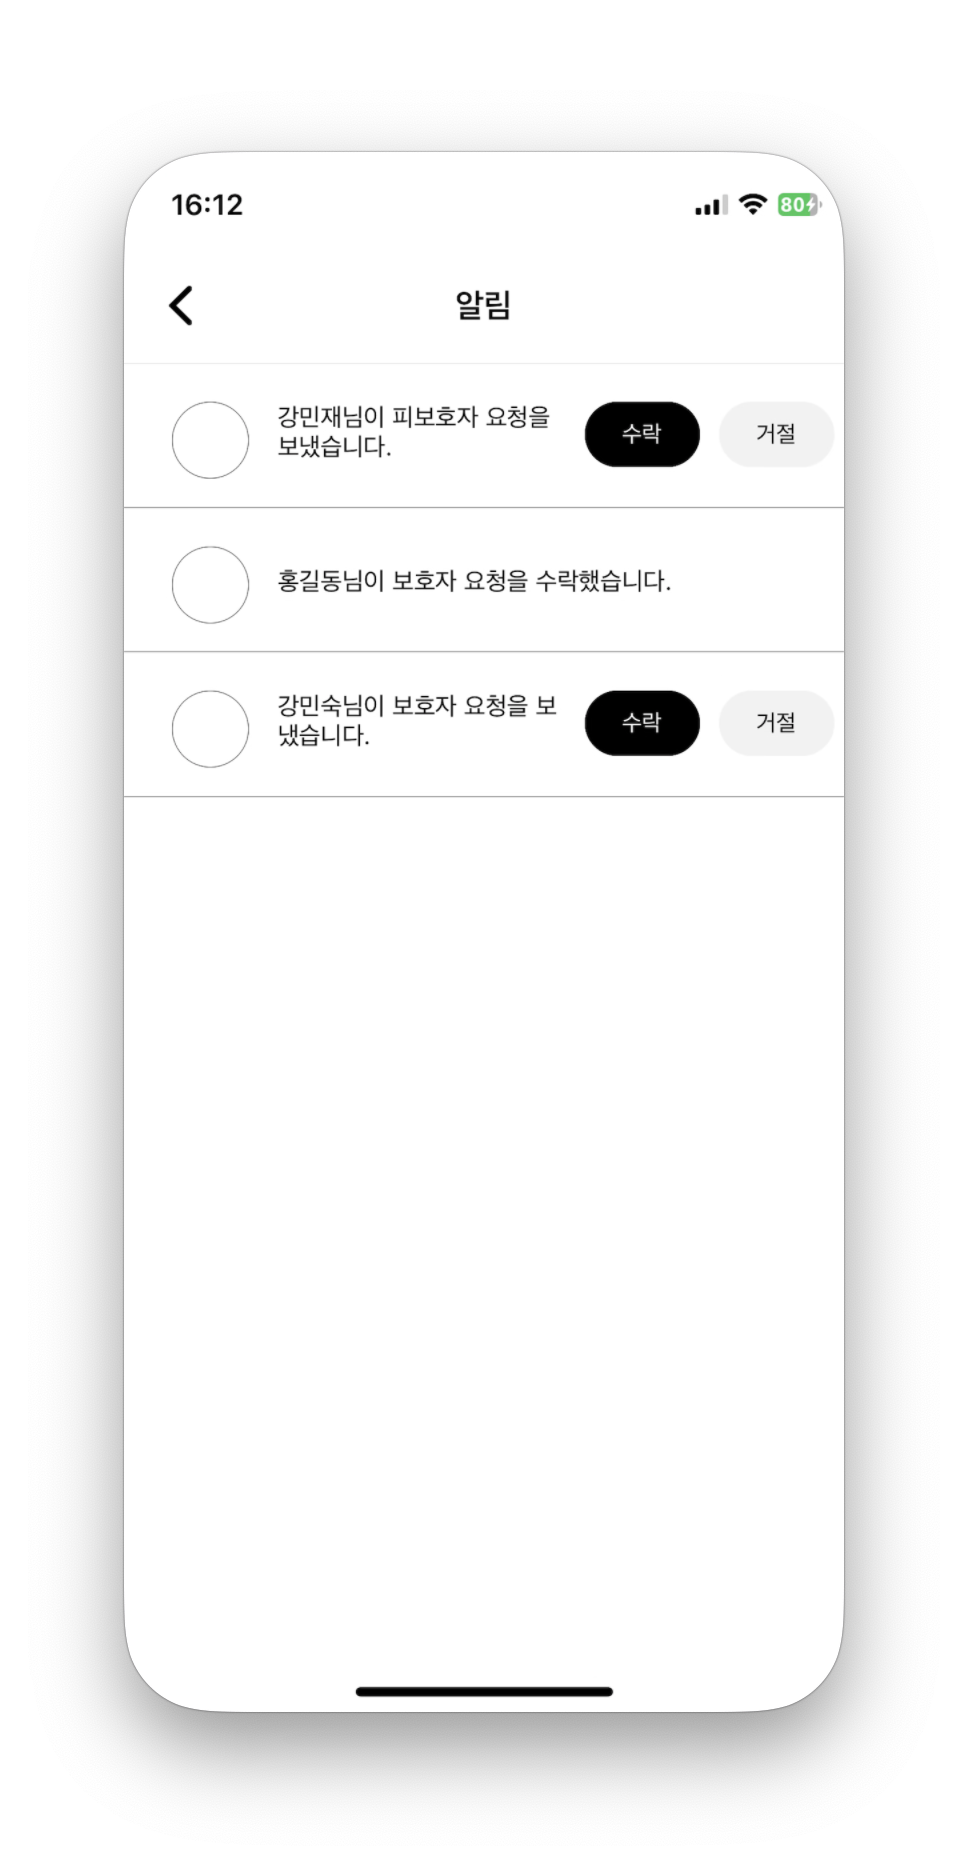 16:12
80
알림
강민재님이 피보호자 요청을
보냈습니다.
수락
거절
홍길동님이 보호자 요청을 수락했습니다.
강민숙님이 보호자 요청을 보
냈습니다.
수락
거절